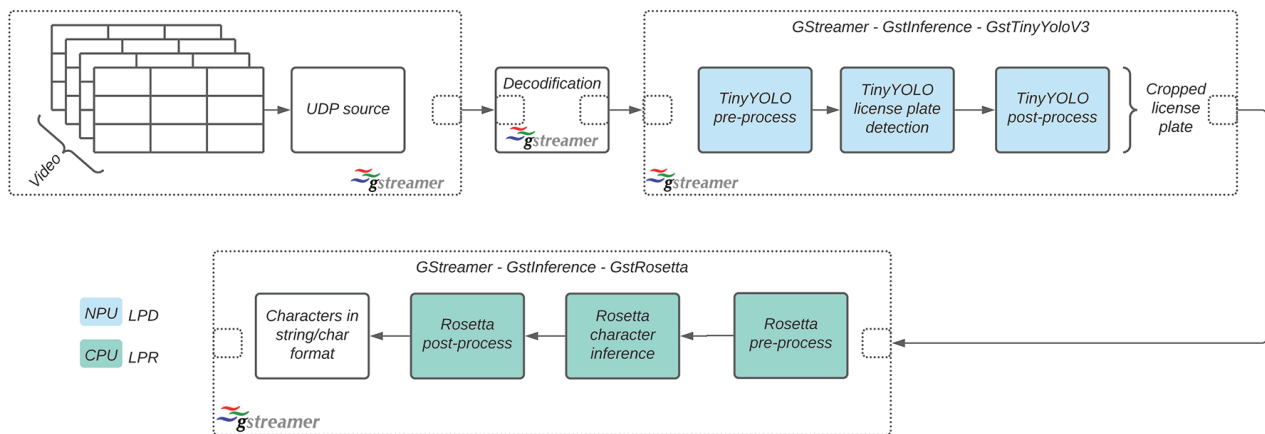 Video
UDP source
gstreamer
Decodification
gstreamer
GStreamer - GstInference - GstTinyYoloV3
TinyYOLO
pre-process
TinyYOLO
license plate
detection
TinyYOLO
post-process
Cropped
license
plate
gstreamer
GStreamer - GstInference - GstRosetta
Rosetta
pre-process
Rosetta
character
inference
Rosetta
post-process
Characters in
string/char
format
gstreamer
NPU LPD
CPU LPR